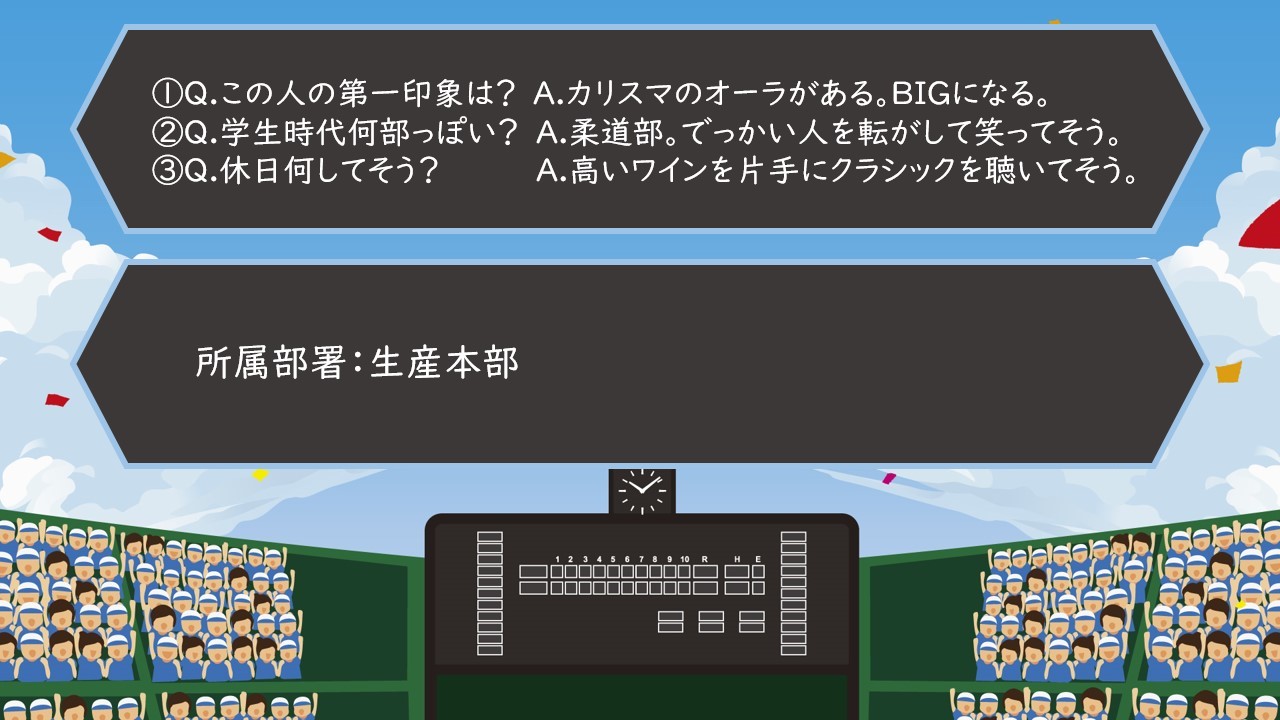 ①Q.この人の第一印象は? A.カリスマのオーラがある。BIGになる。
②Q.学生時代何部っぽい? A.柔道部。でっかい人を転がして笑ってそう。
③Q.休日何してそう? A.高いワインを片手にクラシックを聴いてそう。
所属部署:生産本部
1 2 3 4 5 6 7 8 9 10 R H E